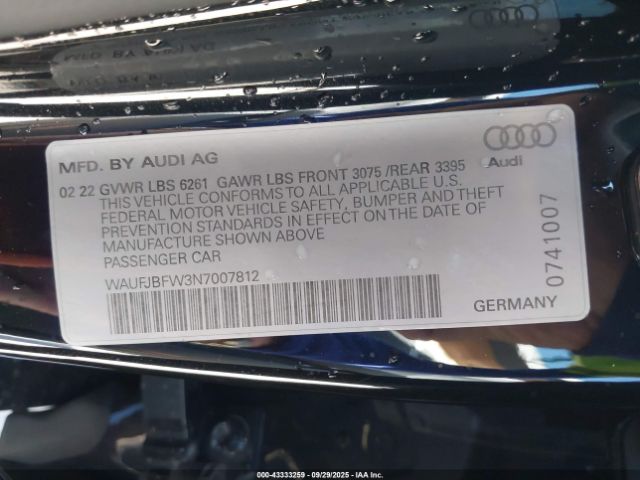 MFD. BY AUDI AG
Audi
02 22 GVWR LBS 6261 GAWR LBS FRONT 3075 /REAR 3395
THIS VEHICLE CONFORMS TO ALL APPLICABLE U.S.
FEDERAL MOTOR VEHICLE SAFETY, BUMPER AND THEFT
PREVENTION STANDARDS IN EFFECT ON THE DATE OF
MANUFACTURE SHOWN ABOVE
PASSENGER CAR
WAUFJBFW3N7007812
GERMANY
0741007
000-43333259 - 09/29/2025 - IAAI.COM